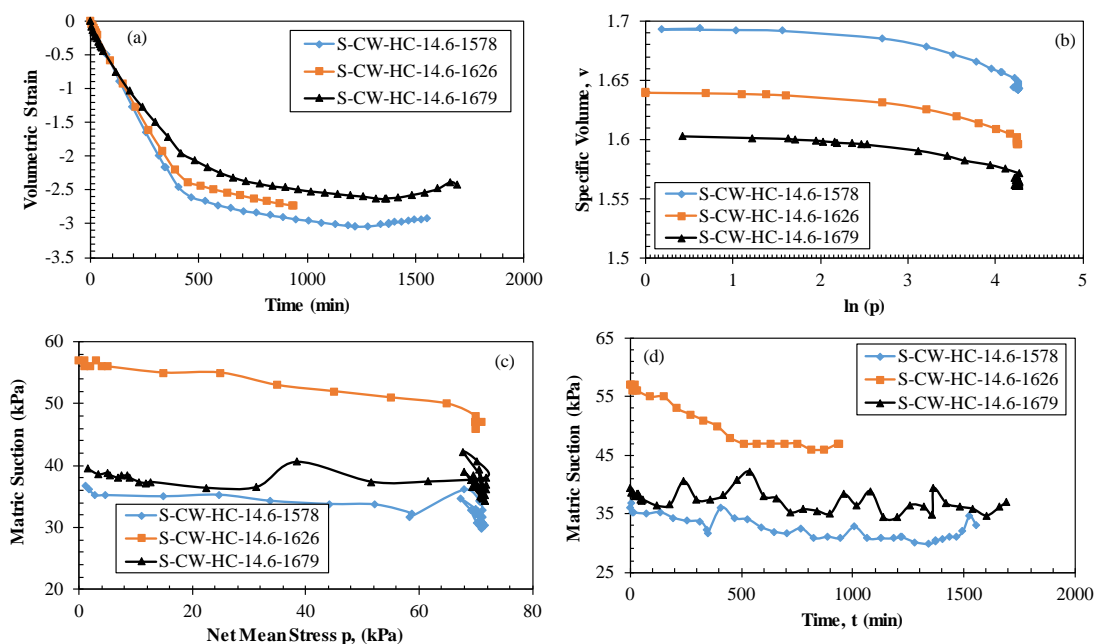 (a)
0
-0.5
-1
-1.5
-2
-2.5
-3
-3.5
Volumetric Strain
S-CW-HC-14.6-1578
S-CW-HC-14.6-1626
S-CW-HC-14.6-1679
0 500 1000 1500 2000
Time (min)
(b)
1.7
1.65
1.6
1.55
1.5
Specific Volume, v
S-CW-HC-14.6-1578
S-CW-HC-14.6-1626
S-CW-HC-14.6-1679
0 1 2 3 4 5
ln (p)
(c)
60
50
40
30
20
Matric Suction (kPa)
S-CW-HC-14.6-1578
S-CW-HC-14.6-1626
S-CW-HC-14.6-1679
0 20 40 60 80
Net Mean Stress p, (kPa)
(d)
65
55
45
35
25
Matric Suction (kPa)
S-CW-HC-14.6-1578
S-CW-HC-14.6-1626
S-CW-HC-14.6-1679
0 500 1000 1500 2000
Time, t (min)